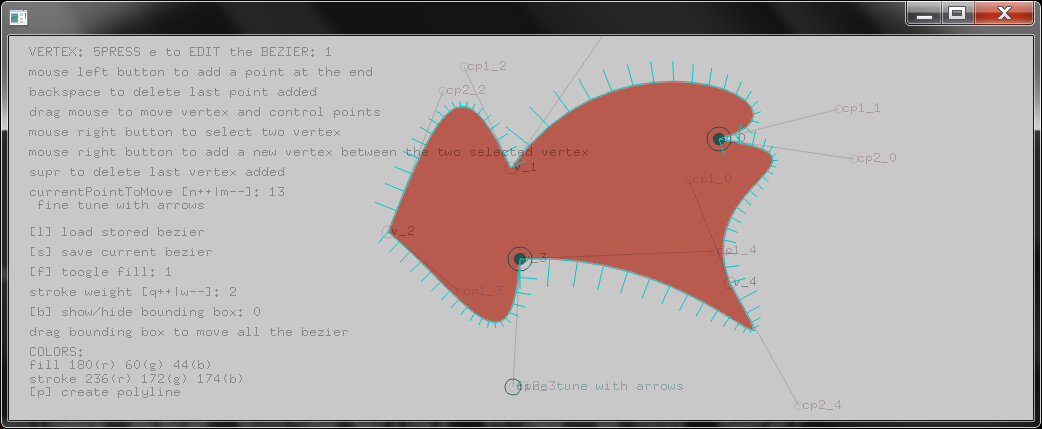 VERTEX: 5PRESS e to EDIT the BEZIER: 1
mouse left button to add a point at the end
backspace to delete last point added
drag mouse to move vertex and control points
mouse right button to select two vertex
mouse right button to add a new vertex between the two selected vertex
supr to delete last vertex added
currentPointToMove [n++|m--]: 13
fine tune with arrows
[l] load stored bezier
[s] save current bezier
[f] toogle fill: 1
stroke weight [q++|w--]: 2
[b] show/hide bounding box: 0
drag bounding box to move all the bezier
COLORS:
fill 180(r) 60(g) 44(b)
stroke 236(r) 172(g) 174(b)
[p] create polyline
cp1_2
cp2_2
cp1_1
v_1
cp2_0
cp1_0
v_2
cp1_4
v_4
cp1_3
tune with arrows
cp2_4